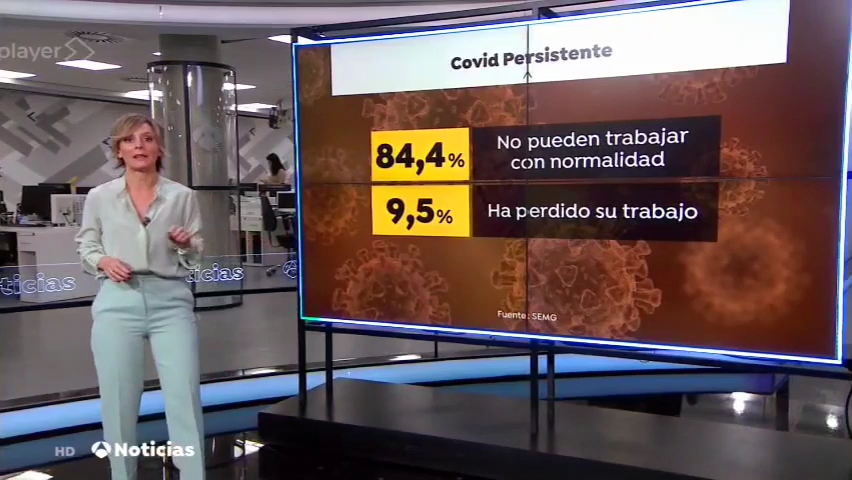 player
Covid Persistente
84,4%
No pueden trabajar
con normalidad
9,5%
Ha perdido su trabajo
Fuente: SEMG
ticias
oticias
HD
Noticias